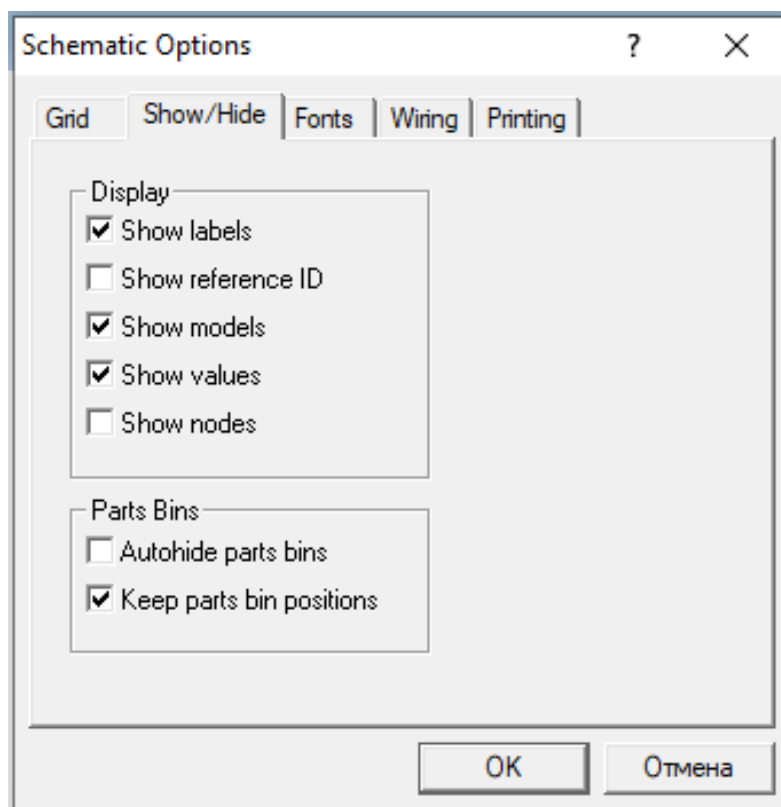 Schematic Options ? X
Grid Show/Hide Fonts Wiring Printing
Display
Show labels
Show reference ID
Show models
Show values
Show nodes
Parts Bins
Autohide parts bins
Keep parts bin positions
OK Отмена